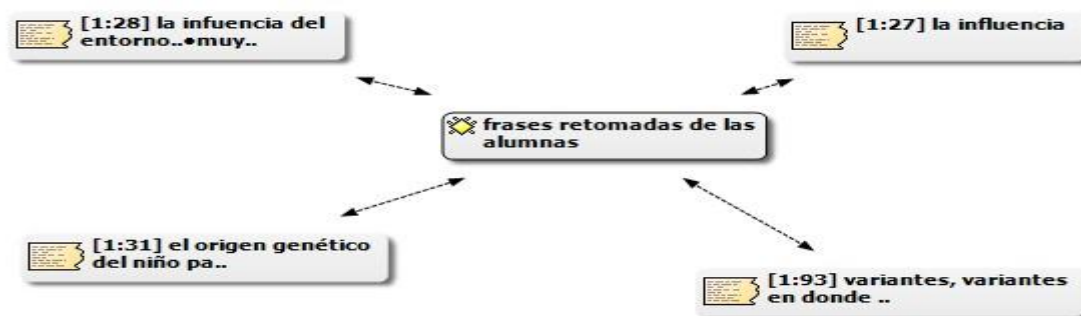 [1:28] la infuencia del
entorno..●muy..
[1:27] la influencia
frases retomadas de las
alumnas
[1:31] el origen genético
del niño pa..
[1:93] variantes, variantes
en donde ..